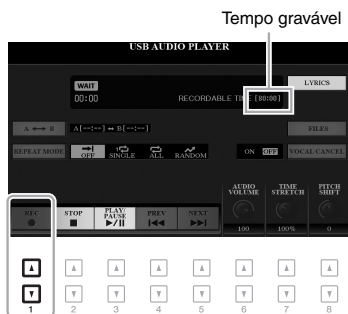 Tempo gravável
USB AUDIO PLAYER
WAIT
00:00
RECORDABLE TIME [80:00]
LYRICS
A ↔ B
A[--:--] ↔ B[--:--]
FILES
REPEAT MODE
OFF
SINGLE
ALL
RANDOM
ON OFF
VOCAL CANCEL
AUDIO VOLUME
TIME STRETCH
PITCH SHIFT
REC
STOP
PLAY/PAUSE
PREV
NEXT
100
100%
0
1 2 3 4 5 6 7 8